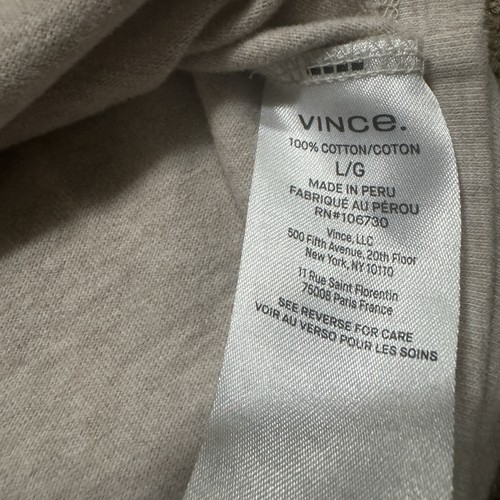 VINCE.
100% COTTON/COTON
L/G
MADE IN PERU
FABRIQUÉ AU PÉROU
RN#106730
Vince, LLC
500 Fifth Avenue, 20th Floor
New York, NY 10110
11 Rue Saint Florentin
75008 Paris France
SEE REVERSE FOR CARE
VOIR AU VERSO POUR LES SOINS